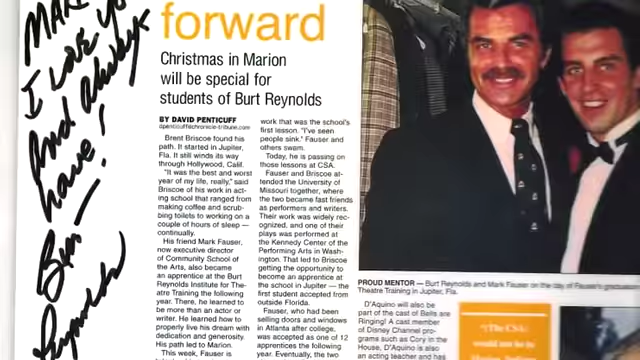 MARK
I LOVE YO
And always
have!
Burt
Reynolds
forward
Christmas in Marion
will be special for
students of Burt Reynolds
BY DAVID PENTICUFF
dpenticuff@chronicle-tribune.com
Brent Briscoe found his
path. It started in Jupiter,
Fla. It still winds its way
through Hollywood, Calif.
"It was the best and worst
year of my life, really," said
Briscoe of his work in act-
ing school that ranged from
making coffee and scrub-
bing toilets to working on a
couple of hours of sleep —
continually.
His friend Mark Fauser,
now executive director
of Community School of
the Arts, also became
an apprentice at the Burt
Reynolds Institute for The-
atre Training the following
year. There, he learned to
be more than an actor or
writer. He learned how to
properly live his dream with
dedication and generosity.
His path led to Marion.
This week, Fauser is
work that was the school's
first lesson. "I've seen
people sink." Fauser and
others swam.
Today, he is passing on
those lessons at CSA.
Fauser and Briscoe at-
tended the University of
Missouri together, where
the two became fast friends
as performers and writers.
Their work was widely rec-
ognized, and one of their
plays was performed at
the Kennedy Center of the
Performing Arts in Wash-
ington. That led to Briscoe
getting the opportunity to
become an apprentice at
the school in Jupiter — the
first student accepted from
outside Florida.
Fauser, who had been
selling doors and windows
in Atlanta after college,
was accepted as one of 12
apprentices the following
year. Eventually, the two
PROUD MENTOR — Burt Reynolds and Mark Fauser on the day of Fauser's graduat
Theatre Training in Jupiter, Fla.
D'Aquino will also be
part of the cast of Bells are
Ringing! A cast member
of Disney Channel pro-
grams such as Cory in the
House, D'Aquino is also
an acting teacher and has
"(The CSA)